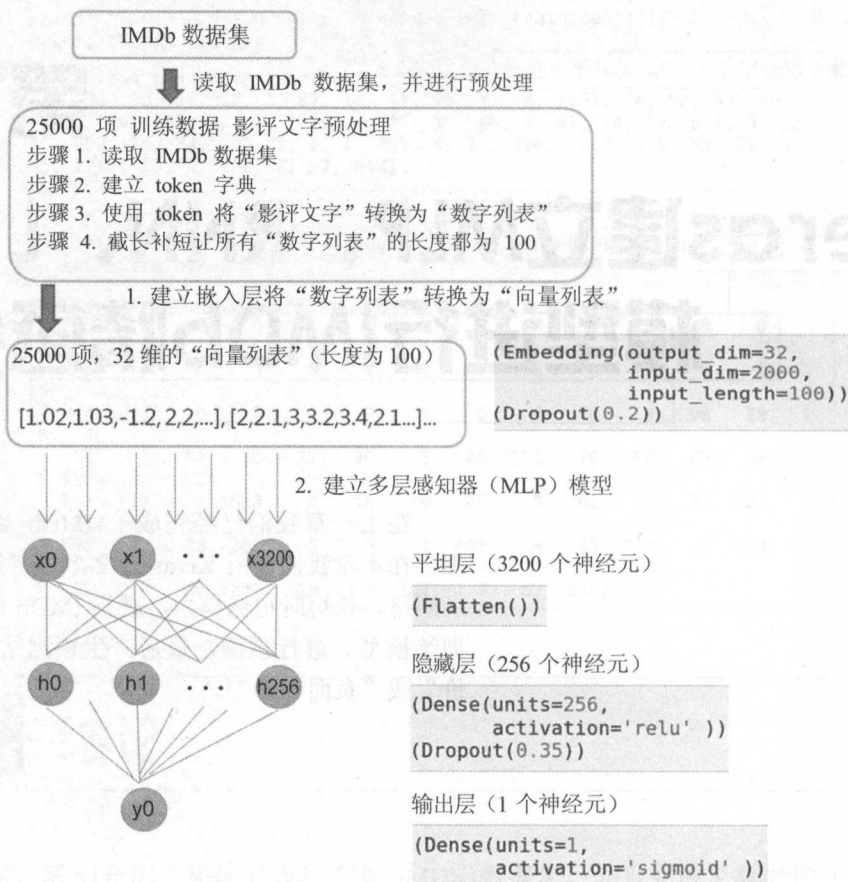 IMDb 数据集
读取 IMDb 数据集，并进行预处理
25000 项 训练数据 影评文字预处理
步骤 1. 读取 IMDb 数据集
步骤 2. 建立 token 字典
步骤 3. 使用 token 将“影评文字”转换为“数字列表”
步骤 4. 截长补短让所有“数字列表”的长度都为 100
1. 建立嵌入层将“数字列表”转换为“向量列表”
25000 项，32 维的“向量列表”（长度为 100）
[1.02,1.03,-1.2,2,2,...], [2,2.1,3,3.2,3.4,2.1...]...
(Embedding(output_dim=32,
input_dim=2000,
input_length=100))
(Dropout(0.2))
2. 建立多层感知器（MLP）模型
x0 x1 ··· x3200
平坦层（3200 个神经元）
(Flatten())
隐藏层（256 个神经元）
h0 h1 ··· h256
(Dense(units=256,
activation='relu' ))
(Dropout(0.35))
y0
输出层（1 个神经元）
(Dense(units=1,
activation='sigmoid' ))